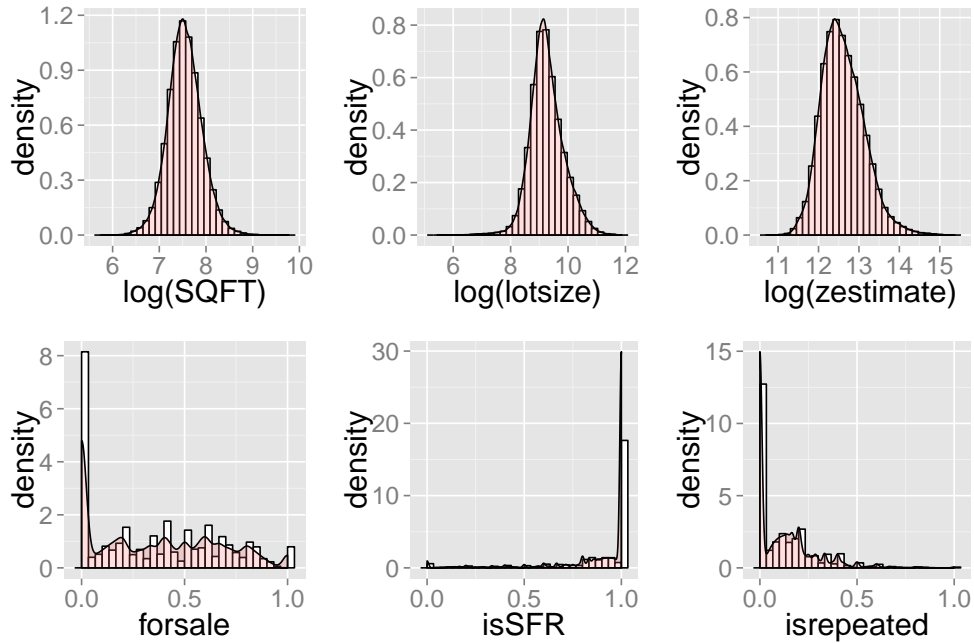 density
1.2
0.9
0.6
0.3
0.0
6 7 8 9 10
log(SQFT)
density
0.8
0.6
0.4
0.2
0.0
6 8 10 12
log(lotsize)
density
0.8
0.6
0.4
0.2
0.0
11 12 13 14 15
log(zestimate)
density
8
6
4
2
0
0.0 0.5 1.0
forsale
density
30
20
10
0
0.0 0.5 1.0
isSFR
density
15
10
5
0
0.0 0.5 1.0
isrepeated